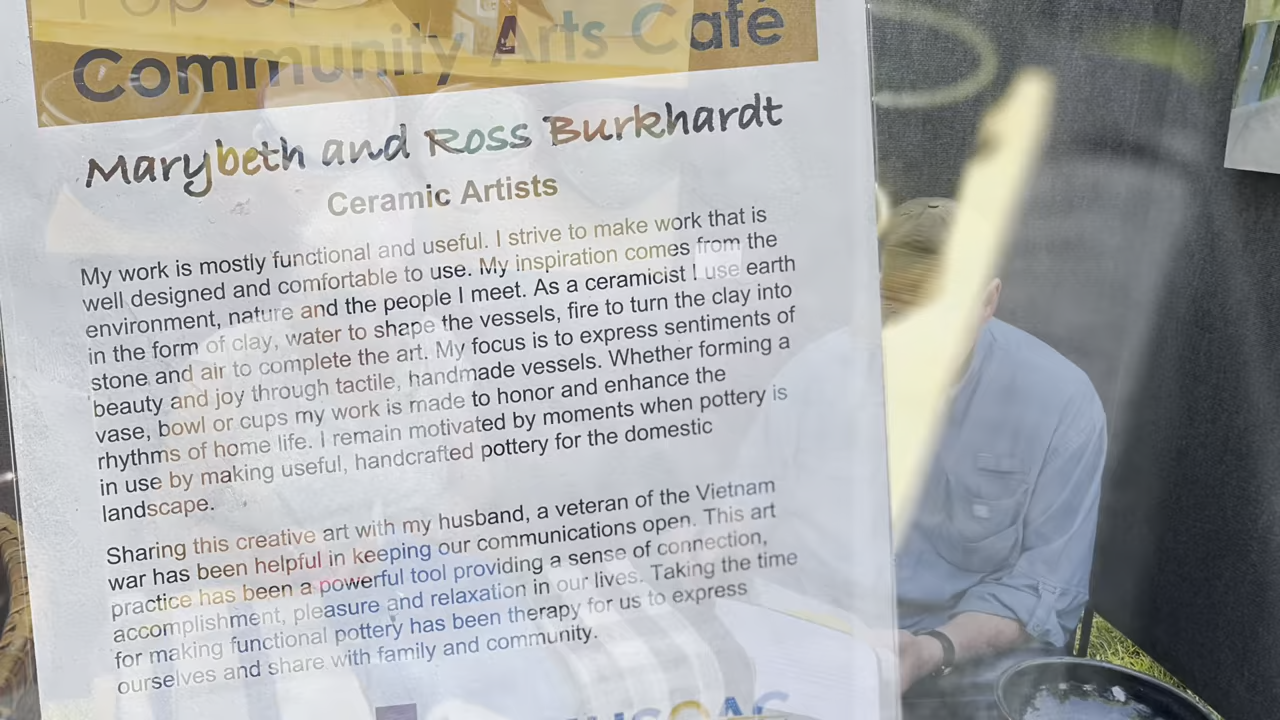 Pop-Up
Community Arts Café
Marybeth and Ross Burkhardt
Ceramic Artists
My work is mostly functional and useful. I strive to make work that is
well designed and comfortable to use. My inspiration comes from the
environment, nature and the people I meet. As a ceramicist I use earth
in the form of clay, water to shape the vessels, fire to turn the clay into
stone and air to complete the art. My focus is to express sentiments of
beauty and joy through tactile, handmade vessels. Whether forming a
vase, bowl or cups my work is made to honor and enhance the
rhythms of home life. I remain motivated by moments when pottery is
in use by making useful, handcrafted pottery for the domestic
landscape.
Sharing this creative art with my husband, a veteran of the Vietnam
war has been helpful in keeping our communications open. This art
practice has been a powerful tool providing a sense of connection,
accomplishment, pleasure and relaxation in our lives. Taking the time
for making functional pottery has been therapy for us to express
ourselves and share with family and community.